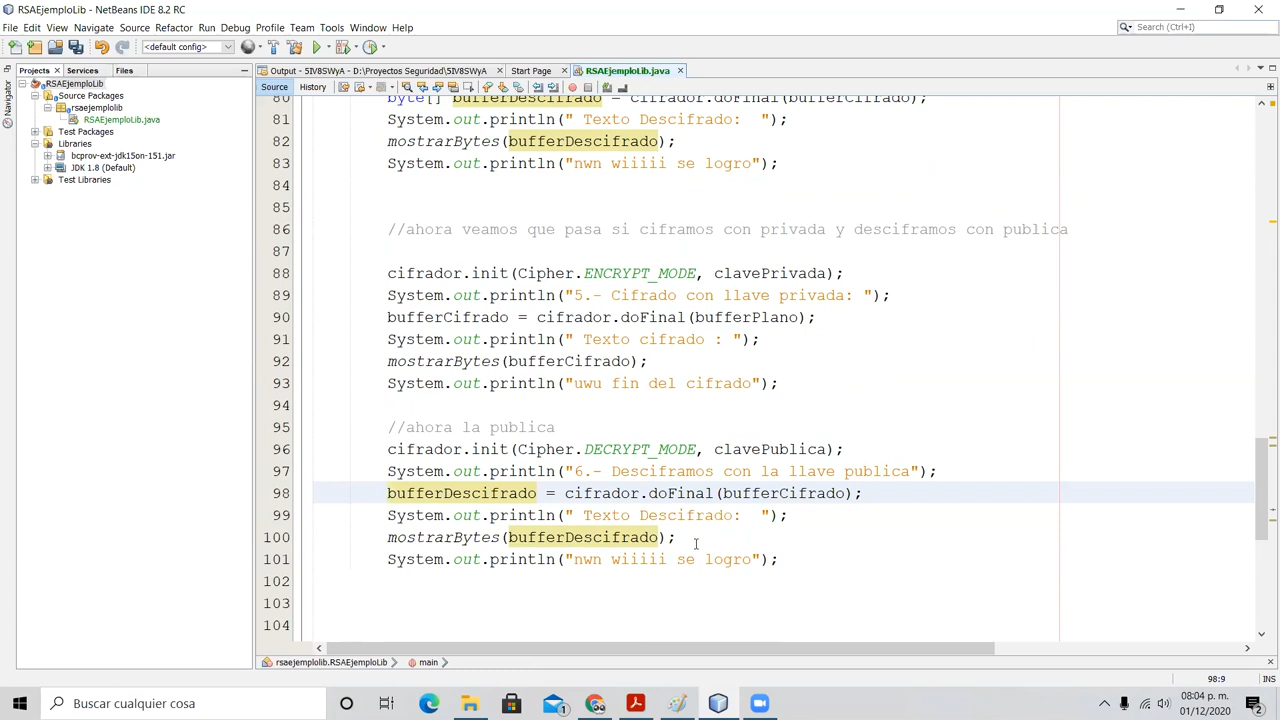 RSAEjemploLib - NetBeans IDE 8.2 RC
File Edit View Navigate Source Refactor Run Debug Profile Team Tools Window Help
Search (Ctrl+I)
<default config>
Projects Services Files
Output - 5IV8SWyA - D:\Proyectos Seguridad\5IV8SWyA
Start Page
RSAEjemploLib.java
Navigator
Source History
RSAEjemploLib
Source Packages
rsaejemplolib
RSAEjemploLib.java
Test Packages
Libraries
bcprov-ext-jdk15on-151.jar
JDK 1.8 (Default)
Test Libraries
80 byte[] bufferDescifrado = cifrador.doFinal(bufferCifrado);
81 System.out.println(" Texto Descifrado:  ");
82 mostrarBytes(bufferDescifrado);
83 System.out.println("nwn wiiiii se logro");
84
85
86 //ahora veamos que pasa si ciframos con privada y desciframos con publica
87
88 cifrador.init(Cipher.ENCRYPT_MODE, clavePrivada);
89 System.out.println("5.- Cifrado con llave privada: ");
90 bufferCifrado = cifrador.doFinal(bufferPlano);
91 System.out.println(" Texto cifrado : ");
92 mostrarBytes(bufferCifrado);
93 System.out.println("uwu fin del cifrado");
94
95 //ahora la publica
96 cifrador.init(Cipher.DECRYPT_MODE, clavePublica);
97 System.out.println("6.- Desciframos con la llave publica");
98 bufferDescifrado = cifrador.doFinal(bufferCifrado);
99 System.out.println(" Texto Descifrado:  ");
100 mostrarBytes(bufferDescifrado);
101 System.out.println("nwn wiiiii se logro");
102
103
104
rsaejemplolib.RSAEjemploLib main
98:9 INS
Buscar cualquier cosa
1
08:04 p. m.
01/12/2020
2